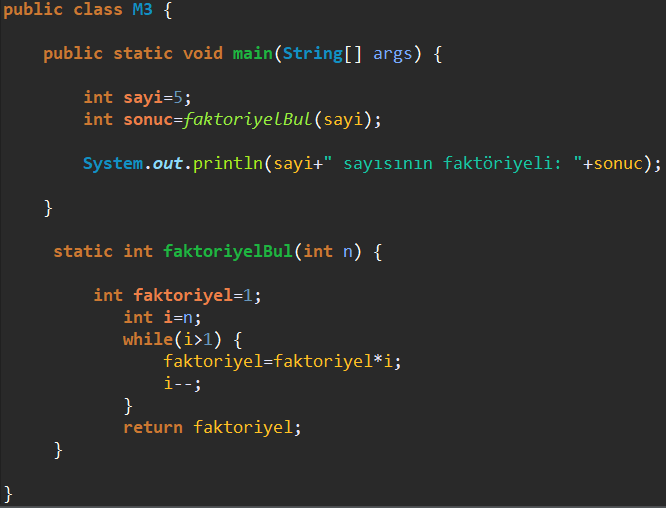 public class M3 {
public static void main(String[] args) {
int sayi=5;
int sonuc=faktoriyelBul(sayi);
System.out.println(sayi+" sayısının faktöriyeli: "+sonuc);
}
static int faktoriyelBul(int n) {
int faktoriyel=1;
int i=n;
while(i>1) {
faktoriyel=faktoriyel*i;
i--;
}
return faktoriyel;
}
}